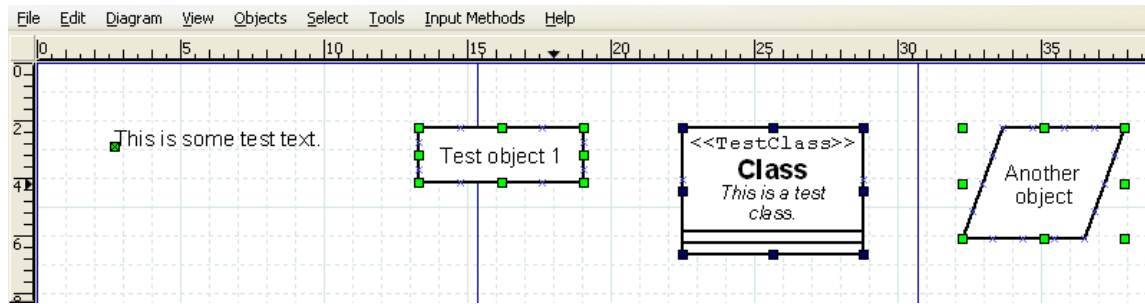 File Edit Diagram View Objects Select Tools Input Methods Help
0 5 10 15 20 25 30 35
0
2
4
6
8
This is some test text.
Test object 1
<<TestClass>>
Class
This is a test
class.
Another
object